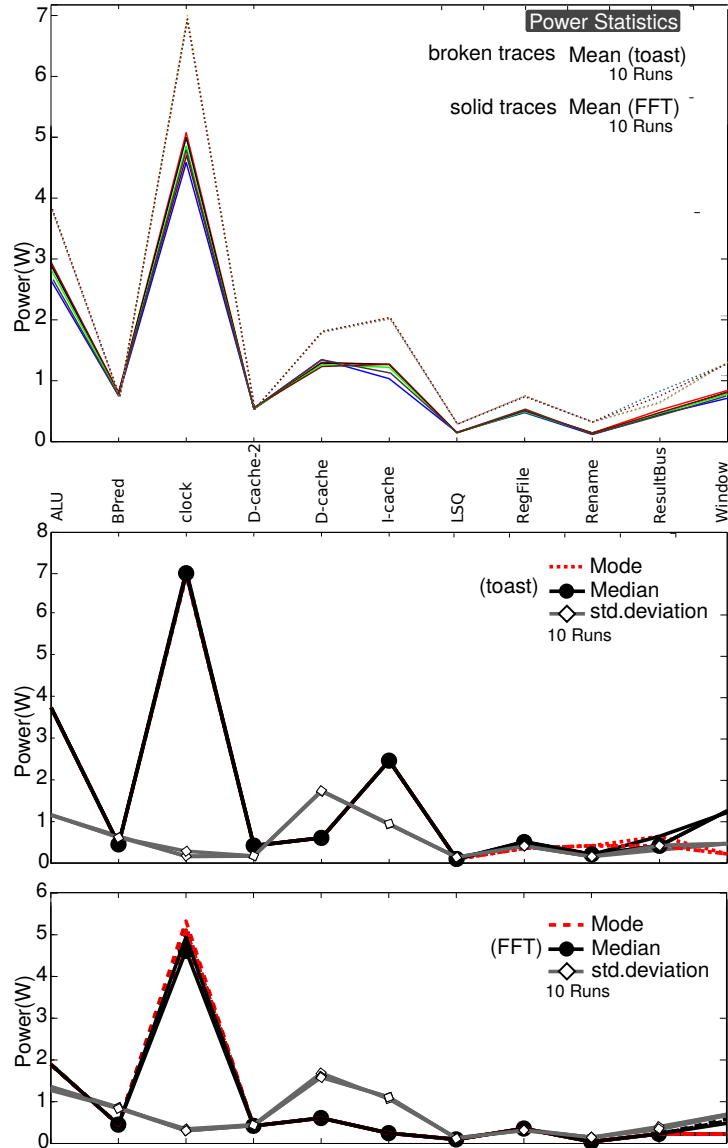 Power Statistics
broken traces Mean (toast)
10 Runs
solid traces Mean (FFT)
10 Runs
7
6
5
4
3
2
1
0
Power(W)
ALU
BPred
clock
D-cache-2
D-cache
I-cache
LSQ
RegFile
Rename
ResultBus
Window
8
7
6
5
4
3
2
1
0
Power(W)
(toast)
Mode
Median
std.deviation
10 Runs
6
5
4
3
2
1
0
Power(W)
(FFT)
Mode
Median
std.deviation
10 Runs